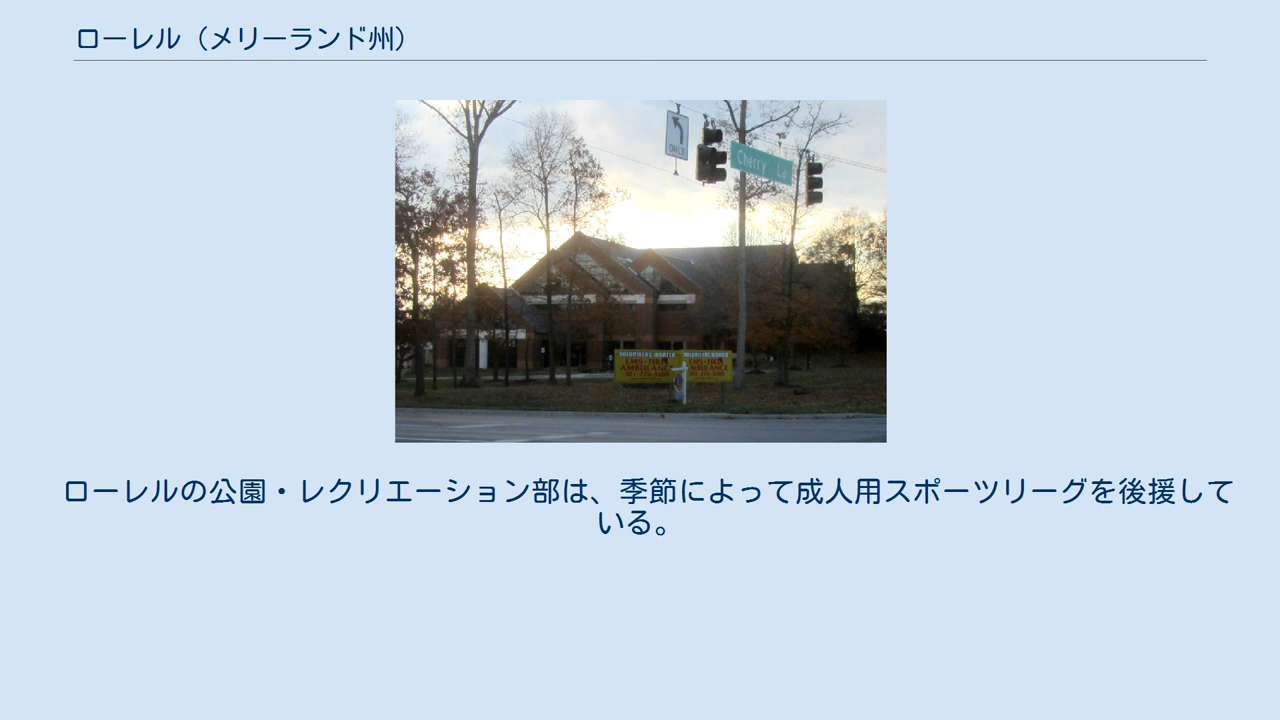 ローレル（メリーランド州）
ONLY
Cherry La
AMBULANCE
ローレルの公園・レクリエーション部は、季節によって成人用スポーツリーグを後援して
いる。